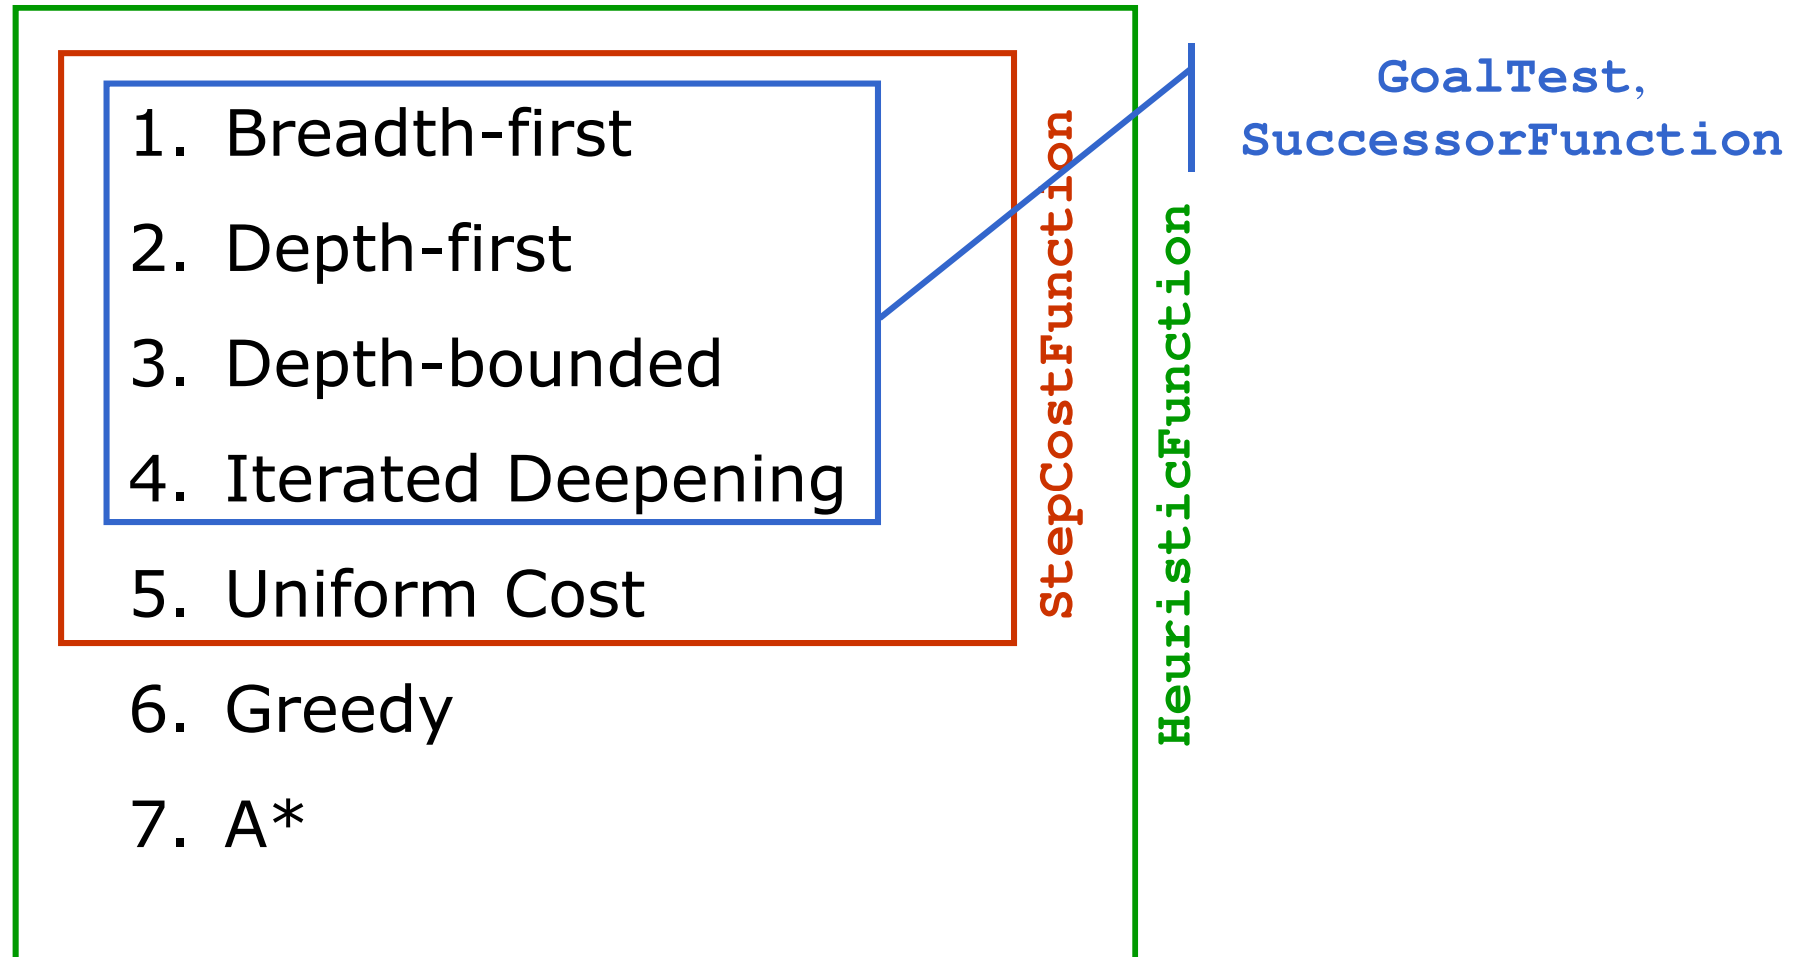 1. Breadth-first
2. Depth-first
3. Depth-bounded
4. Iterated Deepening
5. Uniform Cost
6. Greedy
7. A*
StepCostFunction
HeuristicFunction
GoalTest,
SuccessorFunction